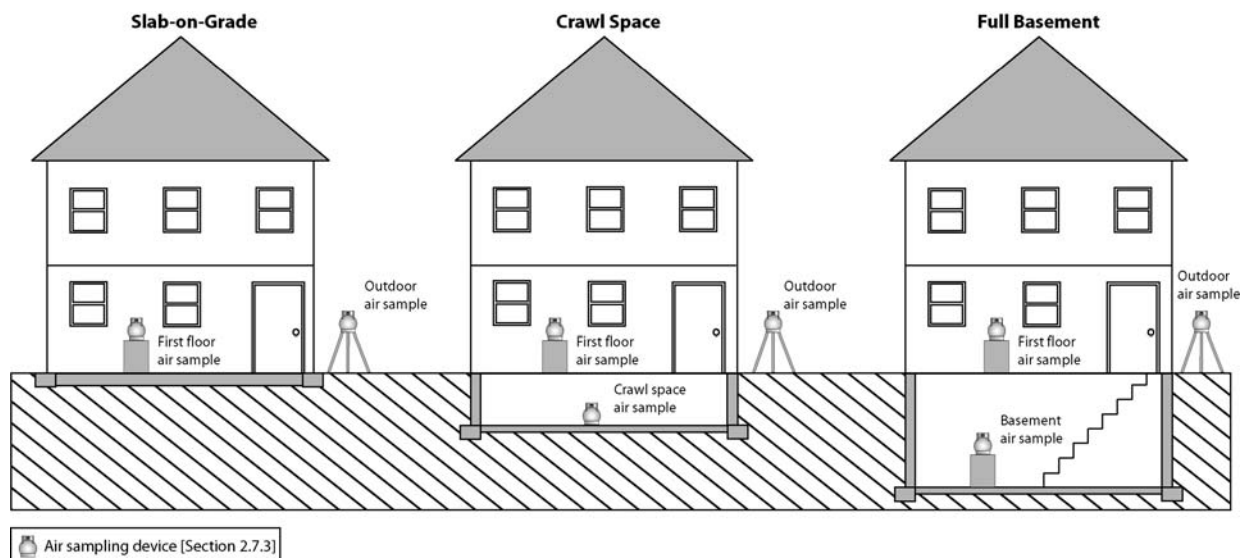 Slab-on-Grade
Crawl Space
Full Basement
Outdoor
air sample
First floor
air sample
Outdoor
air sample
First floor
air sample
Crawl space
air sample
Outdoor
air sample
First floor
air sample
Basement
air sample
Air sampling device [Section 2.7.3]